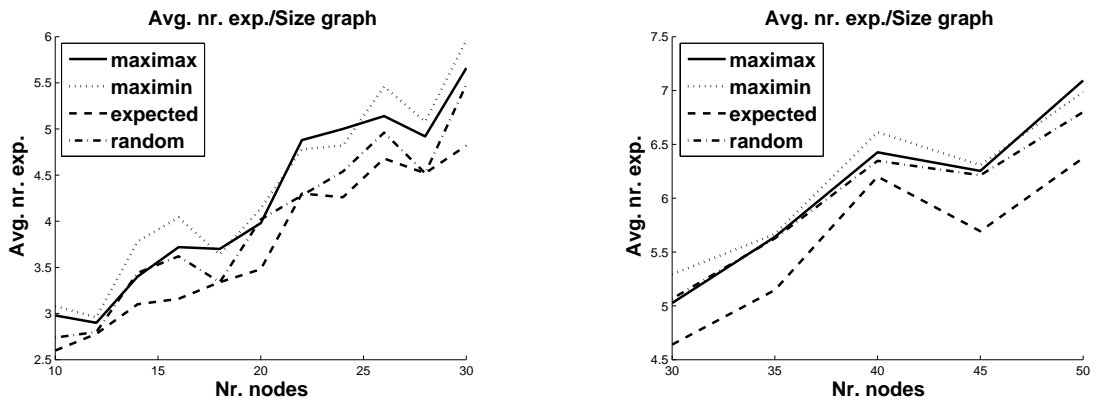 Avg. nr. exp./Size graph
6
5.5
5
4.5
4
3.5
3
2.5
Avg. nr. exp.
maximax
maximin
expected
random
10
15
20
25
30
Nr. nodes
Avg. nr. exp./Size graph
7.5
7
6.5
6
5.5
5
4.5
Avg. nr. exp.
maximax
maximin
expected
random
30
35
40
45
50
Nr. nodes